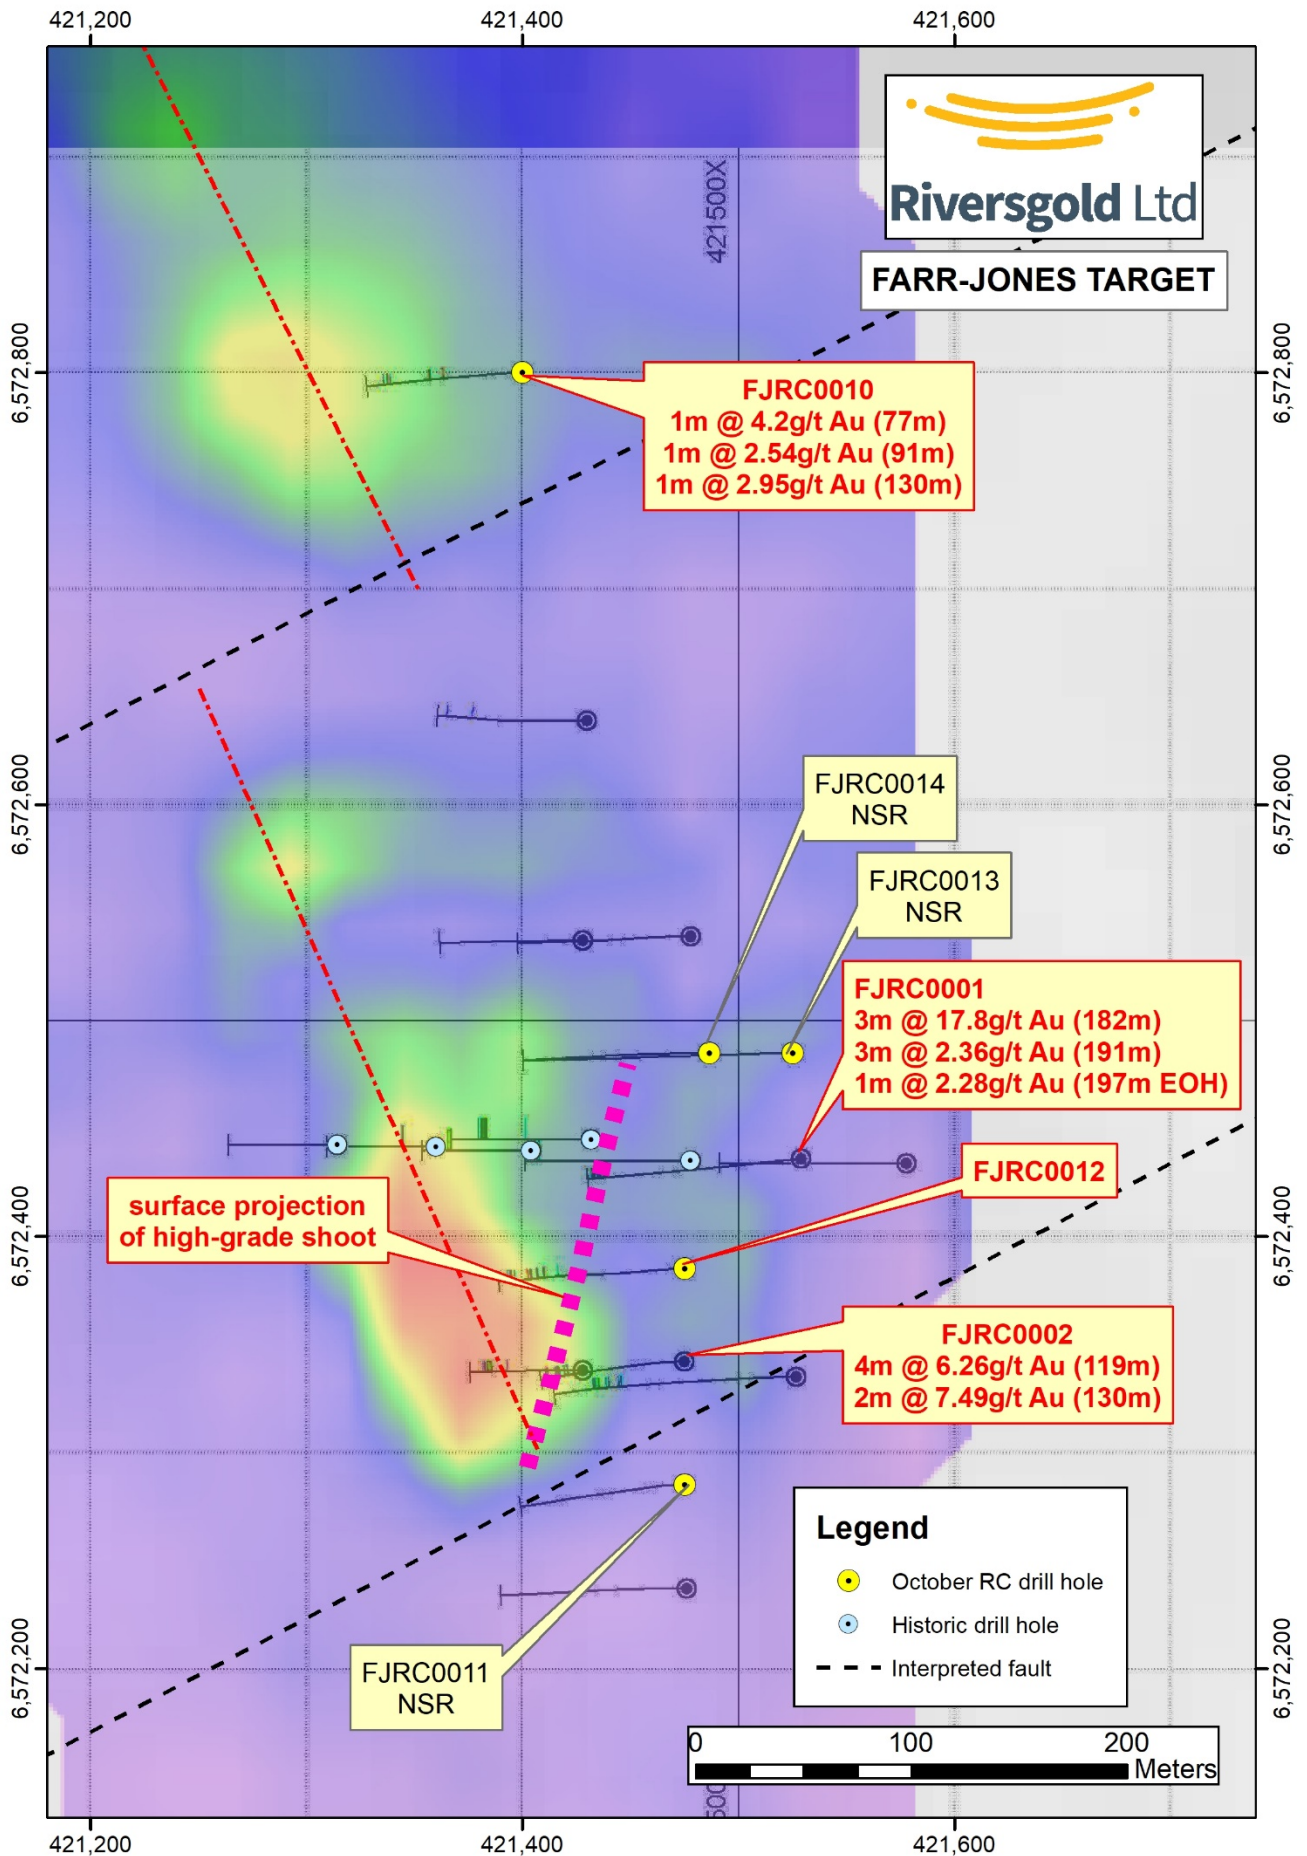 421,200
421,400
421,600
Riversgold Ltd
FARR-JONES TARGET
421500X
6,572,800
6,572,800
FJRC0010
1m @ 4.2g/t Au (77m)
1m @ 2.54g/t Au (91m)
1m @ 2.95g/t Au (130m)
6,572,600
6,572,600
FJRC0014
NSR
FJRC0013
NSR
FJRC0001
3m @ 17.8g/t Au (182m)
3m @ 2.36g/t Au (191m)
1m @ 2.28g/t Au (197m EOH)
FJRC0012
surface projection
of high-grade shoot
6,572,400
6,572,400
FJRC0002
4m @ 6.26g/t Au (119m)
2m @ 7.49g/t Au (130m)
Legend
October RC drill hole
Historic drill hole
Interpreted fault
6,572,200
6,572,200
FJRC0011
NSR
0
100
200
Meters
421,200
421,400
421,600